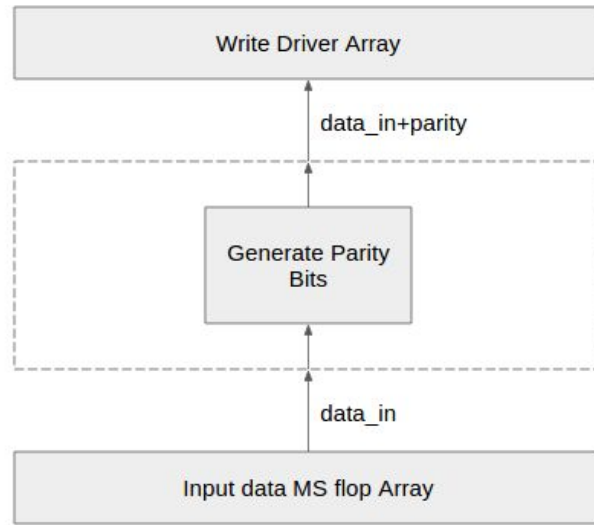 Write Driver Array
data_in+parity
Generate Parity
Bits
data_in
Input data MS flop Array